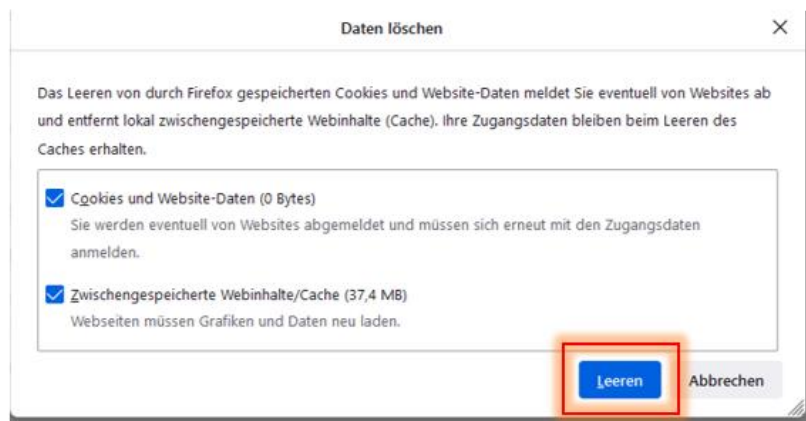 Daten löschen
Das Leeren von durch Firefox gespeicherten Cookies und Website-Daten meldet Sie eventuell von Websites ab
und entfernt lokal zwischengespeicherte Webinhalte (Cache). Ihre Zugangsdaten bleiben beim Leeren des
Caches erhalten.
Cookies und Website-Daten (0 Bytes)
Sie werden eventuell von Websites abgemeldet und müssen sich erneut mit den Zugangsdaten
anmelden.
Zwischengespeicherte Webinhalte/Cache (37,4 MB)
Webseiten müssen Grafiken und Daten neu laden.
Leeren Abbrechen